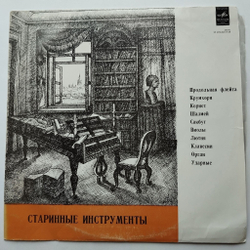 Продольная флейта
Крумхорн
Корнет
Шалмей
Сакбут
Виолы
Лютня
Клавесин
Орган
Ударные
СТАРИННЫЕ ИНСТРУМЕНТЫ